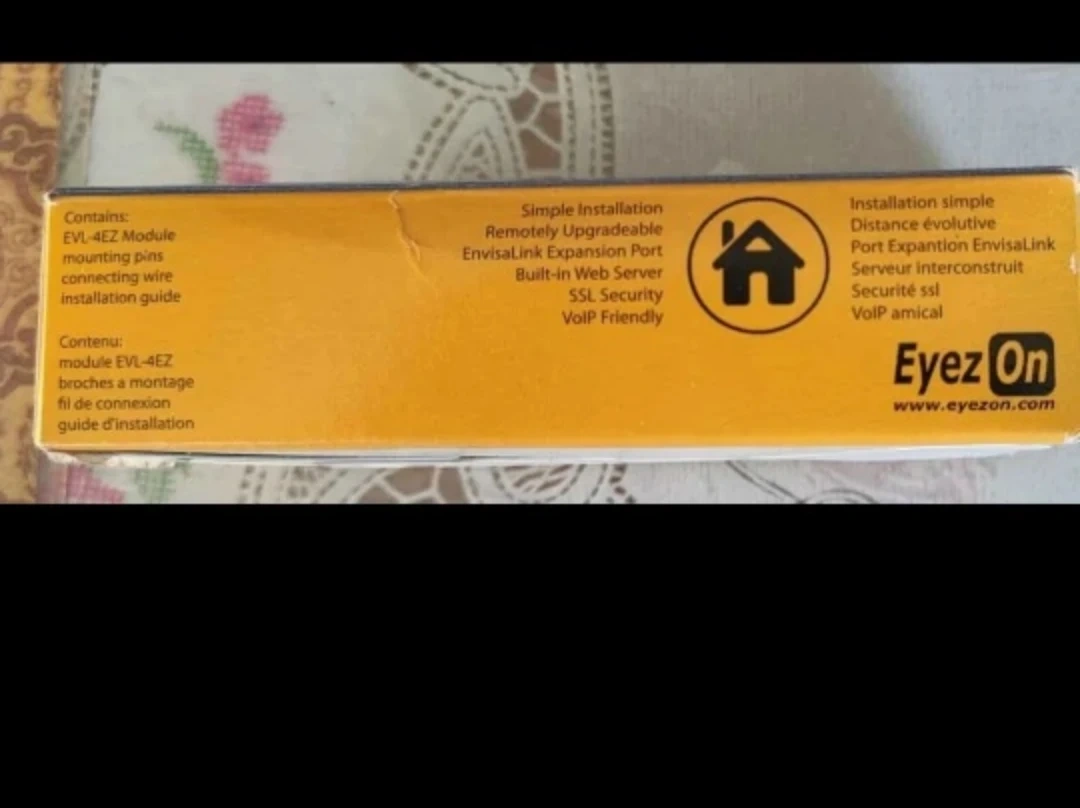 Contains:
EVL-4EZ Module
mounting pins
connecting wire
installation guide
Contenu:
module EVL-4EZ
broches a montage
fil de connexion
guide d'installation
Simple Installation
Remotely Upgradeable
EnvisaLink Expansion Port
Built-in Web Server
SSL Security
VoIP Friendly
Installation simple
Distance évolutive
Port Expantion EnvisaLink
Serveur interconstruit
Securité ssl
VoIP amical
Eyez On
www.eyezon.com